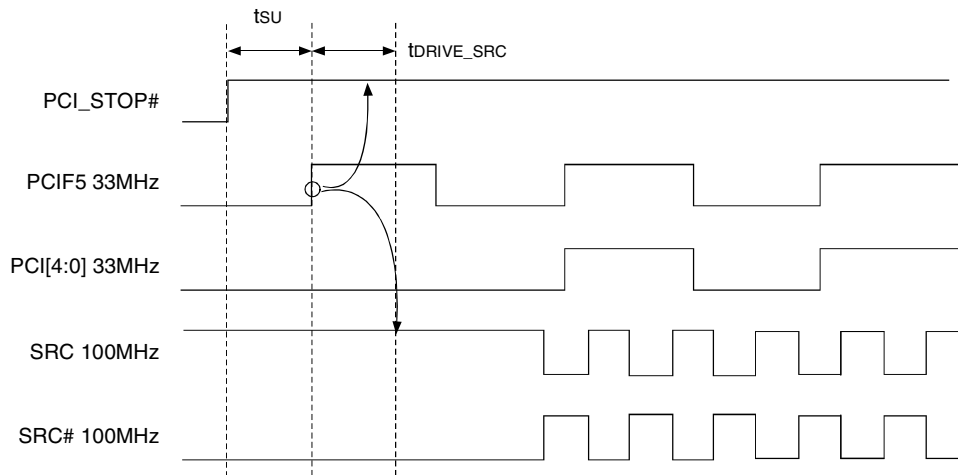 tSU
tDRIVE_SRC
PCI_STOP#
PCIF5 33MHz
PCI[4:0] 33MHz
SRC 100MHz
SRC# 100MHz